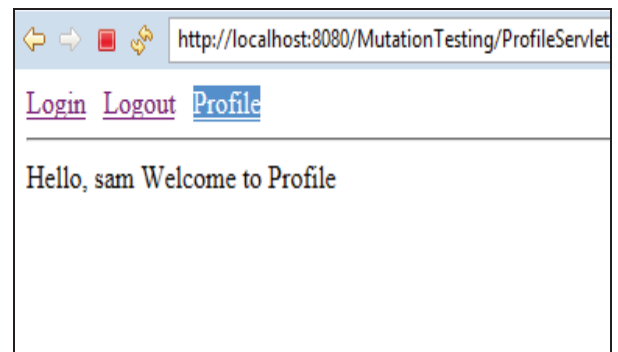 http://localhost:8080/MutationTesting/ProfileServlet
Login Logout Profile
Hello, sam Welcome to Profile